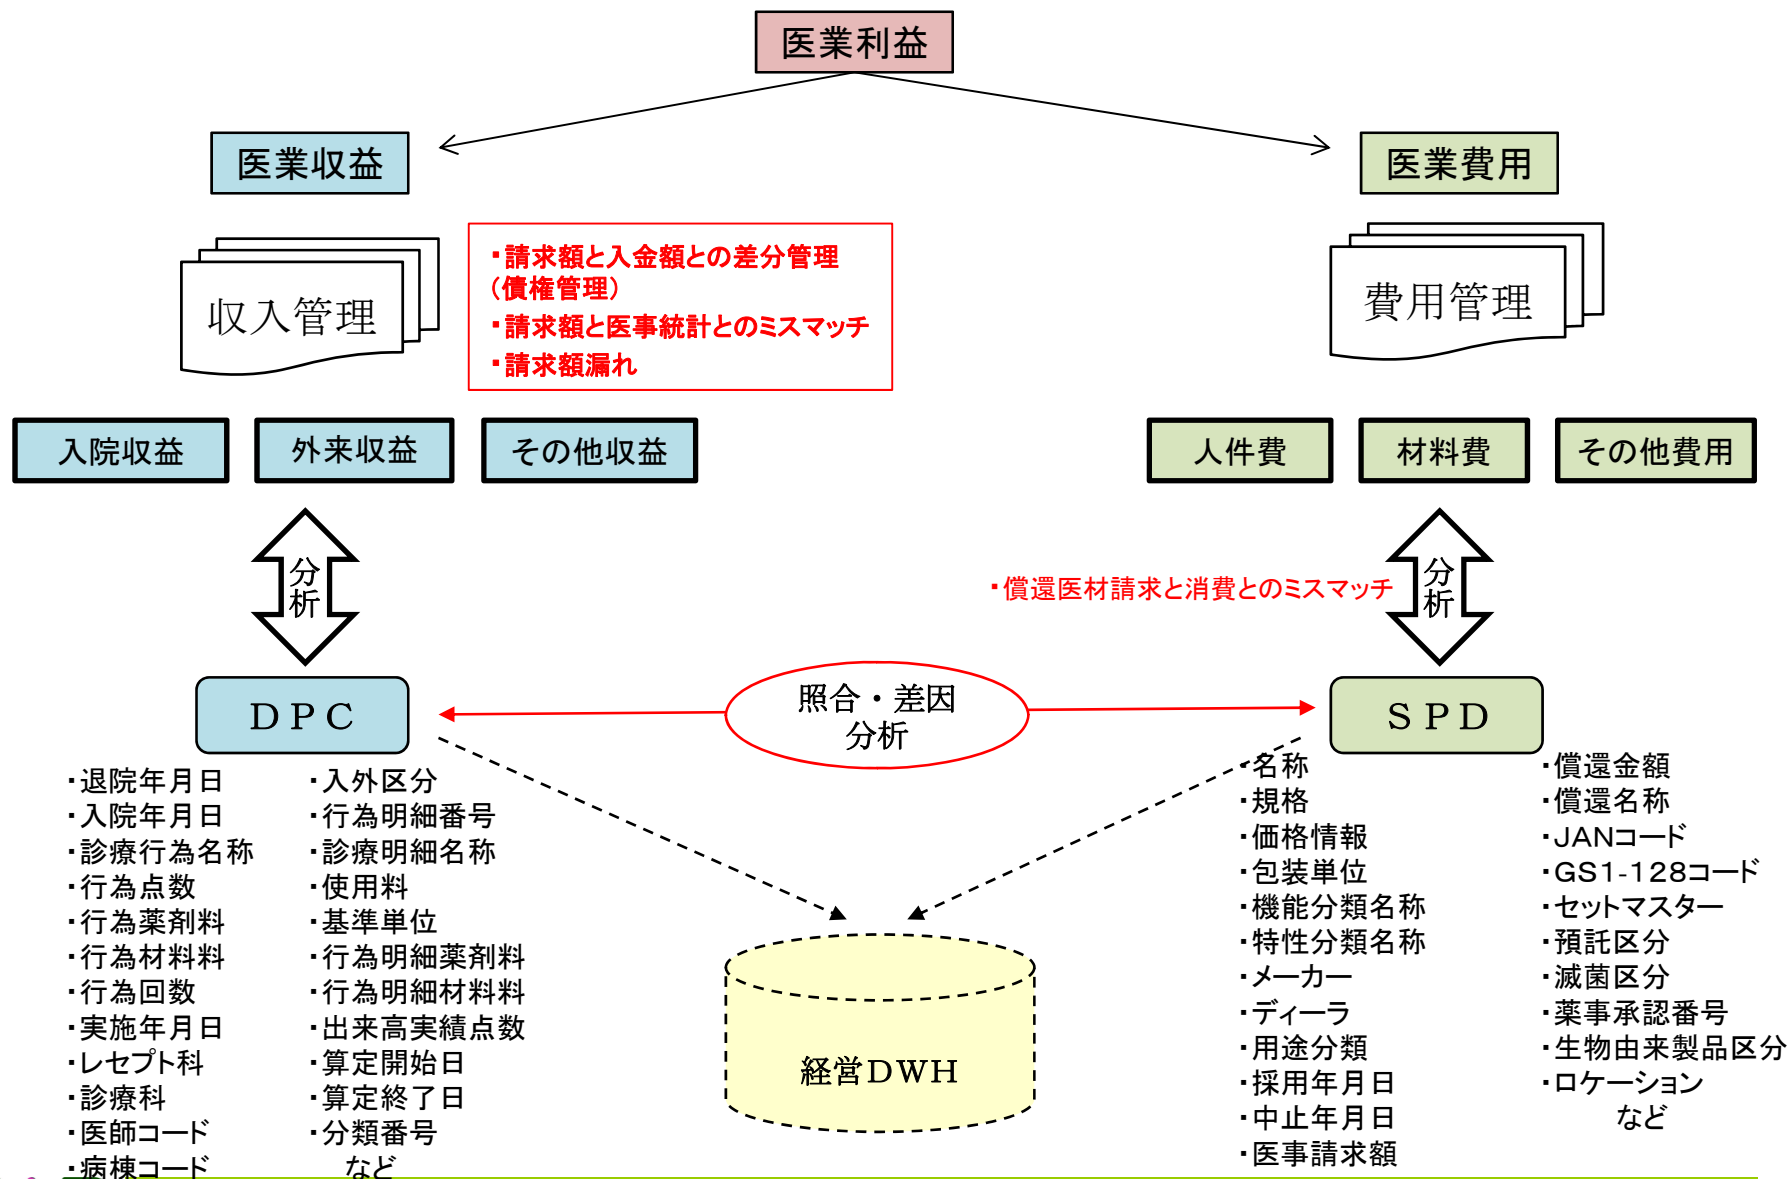 医業利益
医業収益
医業費用
収入管理
・請求額と入金額との差分管理
(債権管理)
・請求額と医事統計とのミスマッチ
・請求額漏れ
費用管理
入院収益
外来収益
その他収益
人件費
材料費
その他費用
分析
・償還医材請求と消費とのミスマッチ
分析
DPC
照合・差因
分析
SPD
・退院年月日
・入院年月日
・診療行為名称
・行為点数
・行為薬剤料
・行為材料料
・行為回数
・実施年月日
・レセプト科
・診療科
・医師コード
・病棟コード
・入外区分
・行為明細番号
・診療明細名称
・使用料
・基準単位
・行為明細薬剤料
・行為明細材料料
・出来高実績点数
・算定開始日
・算定終了日
・分類番号
など
経営DWH
・名称
・規格
・価格情報
・包装単位
・機能分類名称
・特性分類名称
・メーカー
・ディーラ
・用途分類
・採用年月日
・中止年月日
・医事請求額
・償還金額
・償還名称
・JANコード
・GS1-128コード
・セットマスター
・預託区分
・滅菌区分
・薬事承認番号
・生物由来製品区分
・ロケーション
など